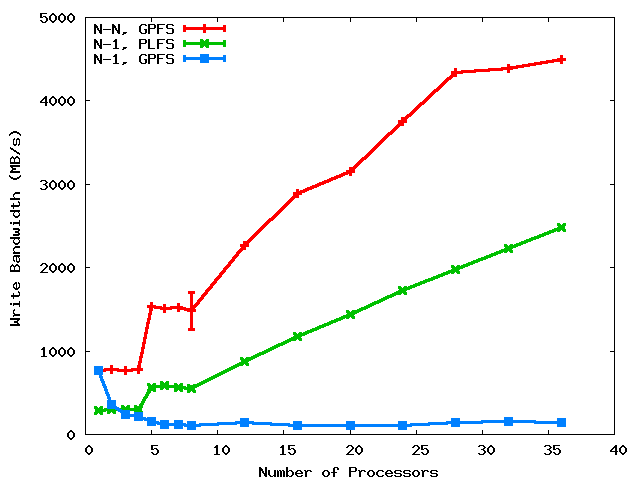 N-N, GPFS
N-1, PLFS
N-1, GPFS
5000
4000
3000
2000
1000
0
Write Bandwidth (MB/s)
0 5 10 15 20 25 30 35 40
Number of Processors